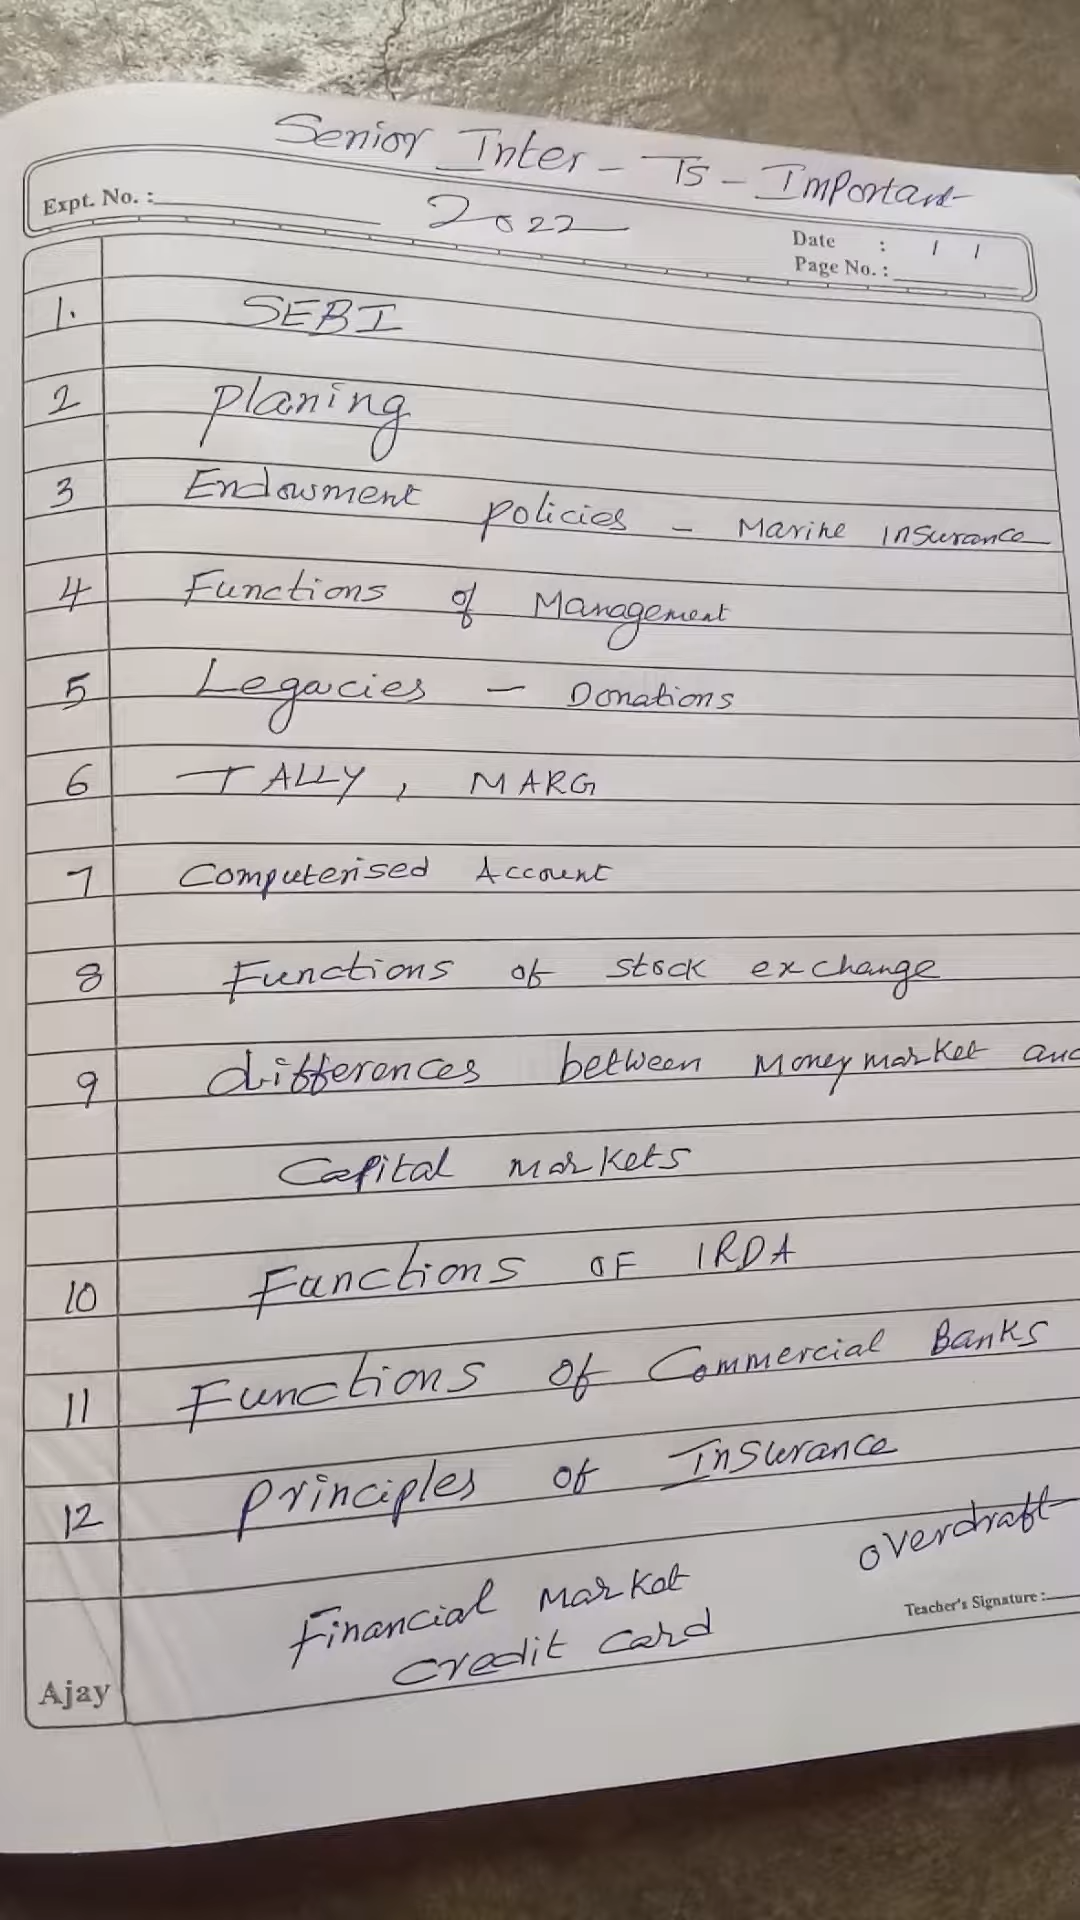 Senior Inter - TS - Important
Expt. No. :
2022
Date : / /
Page No. :
1. SEBI
2 planing
3 Endowment policies - Marine insurance
4 Functions of Management
5 Legacies - Donations
6 TALLY, MARG
7 Computerised Account
8 Functions of stock exchange
9 differences between Money market and
Capital markets
10 Functions OF IRDA
11 Functions of Commercial Banks
12 principles of Insurance
overdraft
Financial Market
credit card
Teacher's Signature :
Ajay